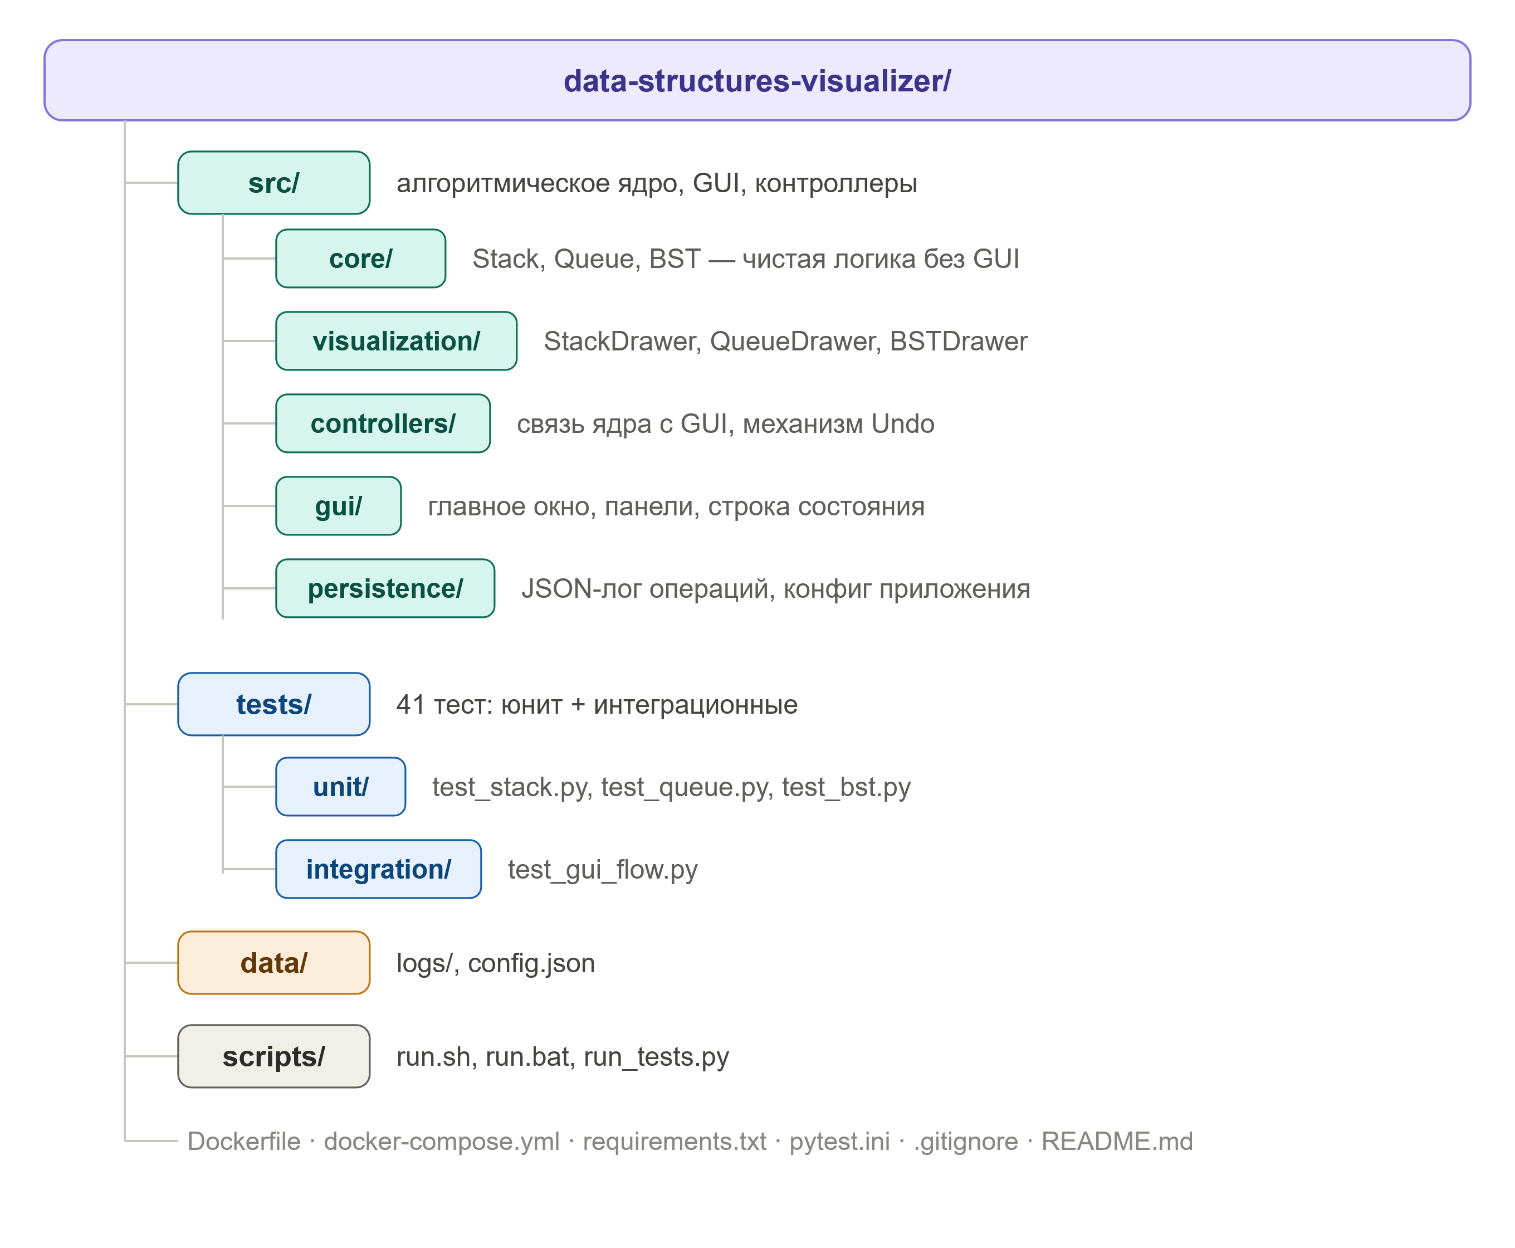 data-structures-visualizer/
src/ алгоритмическое ядро, GUI, контроллеры
core/ Stack, Queue, BST — чистая логика без GUI
visualization/ StackDrawer, QueueDrawer, BSTDrawer
controllers/ связь ядра с GUI, механизм Undo
gui/ главное окно, панели, строка состояния
persistence/ JSON-лог операций, конфиг приложения
tests/ 41 тест: юнит + интеграционные
unit/ test_stack.py, test_queue.py, test_bst.py
integration/ test_gui_flow.py
data/ logs/, config.json
scripts/ run.sh, run.bat, run_tests.py
Dockerfile · docker-compose.yml · requirements.txt · pytest.ini · .gitignore · README.md